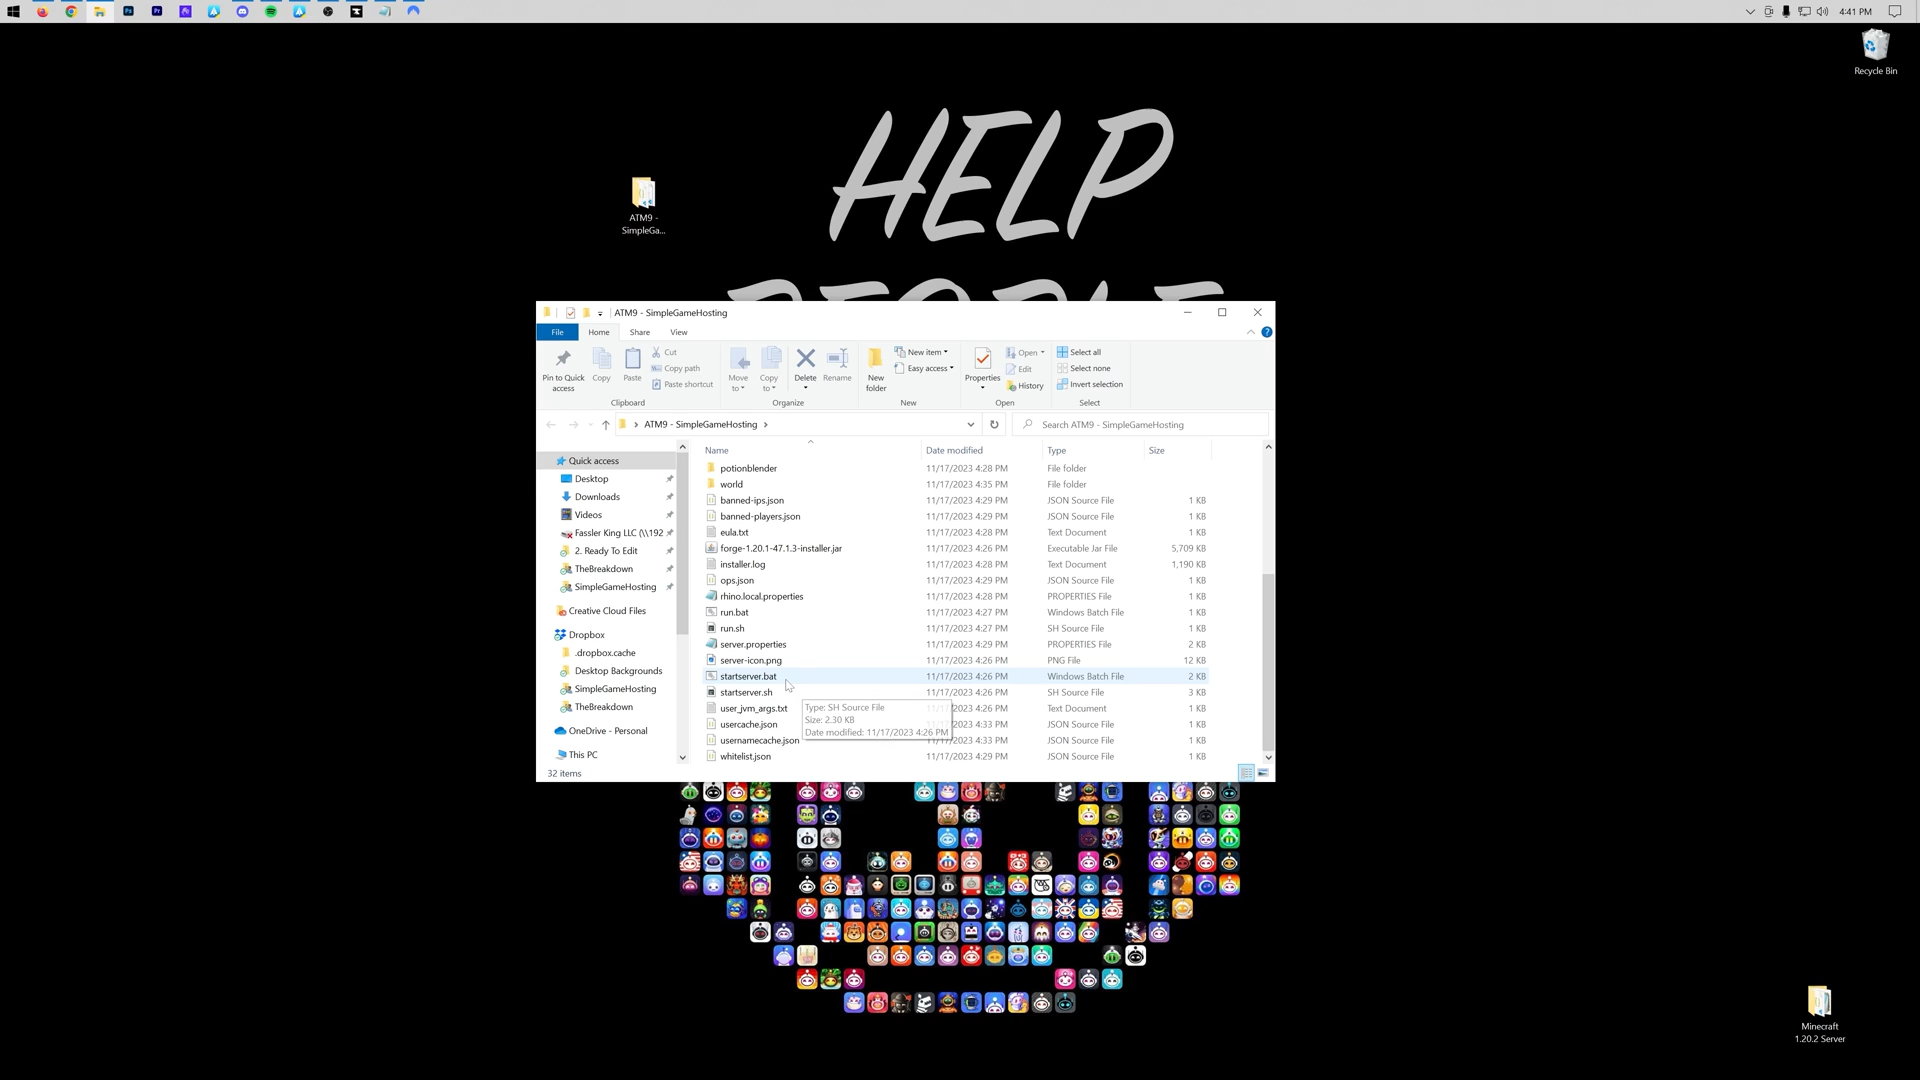 4:41 PM
Recycle Bin
HELP
ATM9 -
SimpleGa...
ATM9 - SimpleGameHosting
File Home Share View
Pin to Quick
access
Copy
Paste
Cut
Copy path
Paste shortcut
Clipboard
Move
to
Copy
to
Delete
Rename
Organize
New
folder
New item
Easy access
New
Properties
Open
Edit
History
Open
Select all
Select none
Invert selection
Select
ATM9 - SimpleGameHosting
Search ATM9 - SimpleGameHosting
Quick access
Desktop
Downloads
Videos
Fassler King LLC (\\192
2. Ready To Edit
TheBreakdown
SimpleGameHosting
Creative Cloud Files
Dropbox
.dropbox.cache
Desktop Backgrounds
SimpleGameHosting
TheBreakdown
OneDrive - Personal
This PC
Name Date modified Type Size
potionblender 11/17/2023 4:28 PM File folder
world 11/17/2023 4:35 PM File folder
banned-ips.json 11/17/2023 4:29 PM JSON Source File 1 KB
banned-players.json 11/17/2023 4:29 PM JSON Source File 1 KB
eula.txt 11/17/2023 4:28 PM Text Document 1 KB
forge-1.20.1-47.1.3-installer.jar 11/17/2023 4:26 PM Executable Jar File 5,709 KB
installer.log 11/17/2023 4:28 PM Text Document 1,190 KB
ops.json 11/17/2023 4:29 PM JSON Source File 1 KB
rhino.local.properties 11/17/2023 4:28 PM PROPERTIES File 1 KB
run.bat 11/17/2023 4:27 PM Windows Batch File 1 KB
run.sh 11/17/2023 4:27 PM SH Source File 1 KB
server.properties 11/17/2023 4:29 PM PROPERTIES File 2 KB
server-icon.png 11/17/2023 4:26 PM PNG File 12 KB
startserver.bat 11/17/2023 4:26 PM Windows Batch File 2 KB
startserver.sh 11/17/2023 4:26 PM SH Source File 3 KB
user_jvm_args.txt 4:26 PM Text Document 1 KB
usercache.json 4:33 PM JSON Source File 1 KB
usernamecache.json 4:33 PM JSON Source File 1 KB
whitelist.json 11/17/2023 4:29 PM JSON Source File 1 KB
Type: SH Source File
Size: 2.30 KB
Date modified: 11/17/2023 4:26 PM
32 items
Minecraft
1.20.2 Server